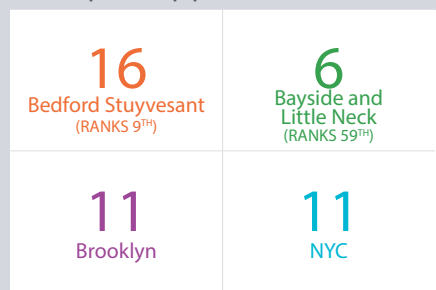 16
Bedford Stuyvesant
(RANKS 9TH)
6
Bayside and
Little Neck
(RANKS 59TH)
11
Brooklyn
11
NYC